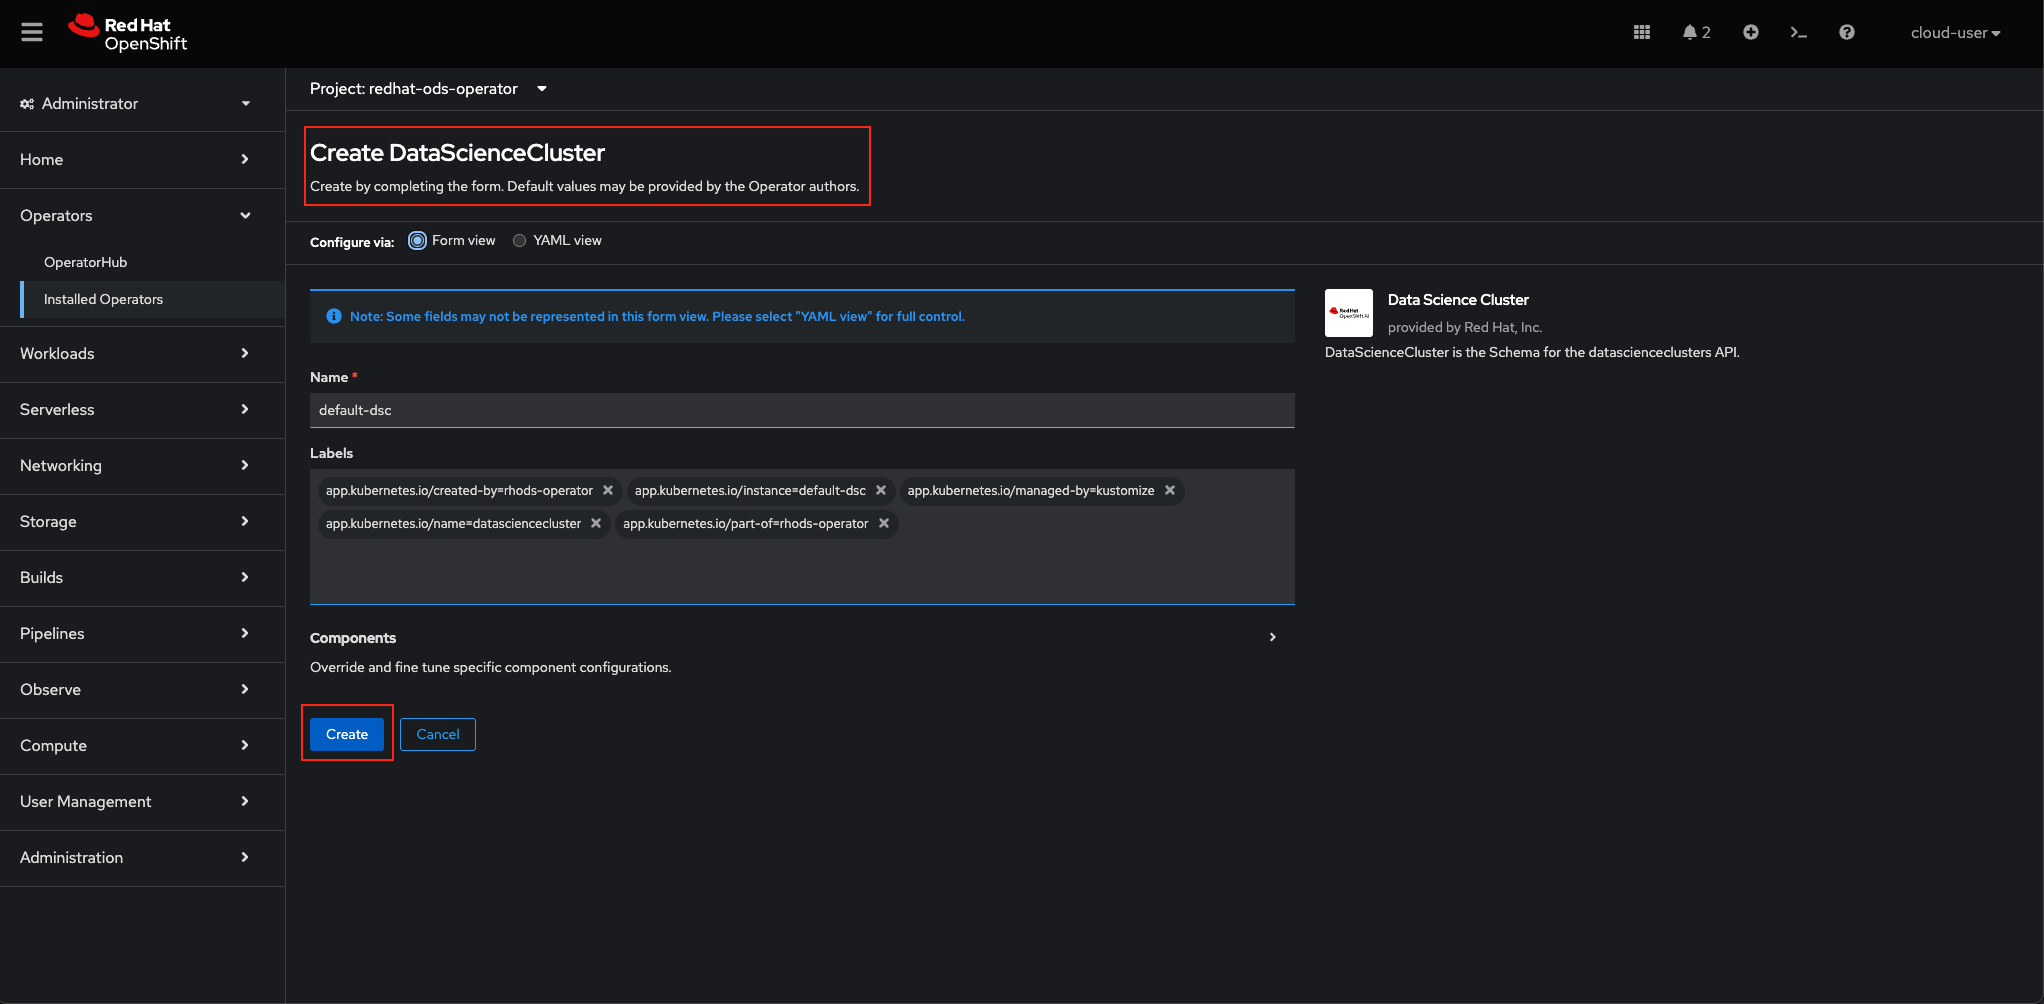 Red Hat
OpenShift
2
cloud-user
Administrator
Home
Operators
OperatorHub
Installed Operators
Workloads
Serverless
Networking
Storage
Builds
Pipelines
Observe
Compute
User Management
Administration
Project: redhat-ods-operator
Create DataScienceCluster
Create by completing the form. Default values may be provided by the Operator authors.
Configure via: Form view YAML view
Note: Some fields may not be represented in this form view. Please select "YAML view" for full control.
Name *
default-dsc
Labels
app.kubernetes.io/created-by=rhods-operator app.kubernetes.io/instance=default-dsc app.kubernetes.io/managed-by=kustomize
app.kubernetes.io/name=datasciencecluster app.kubernetes.io/part-of=rhods-operator
Components
Override and fine tune specific component configurations.
Create Cancel
Red Hat
OpenShift AI
Data Science Cluster
provided by Red Hat, Inc.
DataScienceCluster is the Schema for the datascienceclusters API.